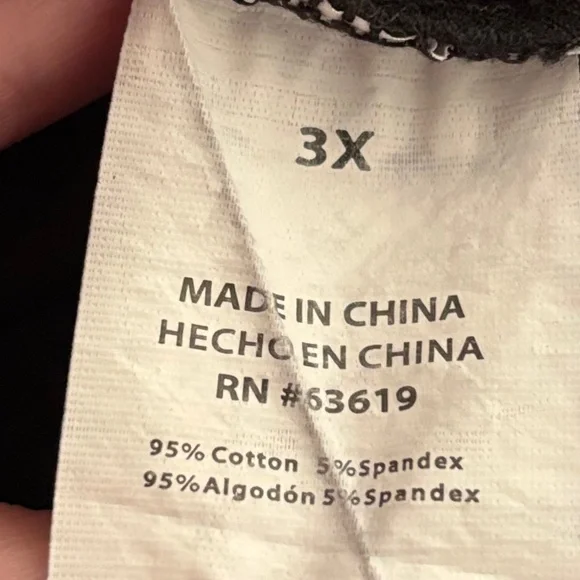 3X
MADE IN CHINA
HECHO EN CHINA
RN #63619
95% Cotton 5%Spandex
95%Algodón 5%Spandex